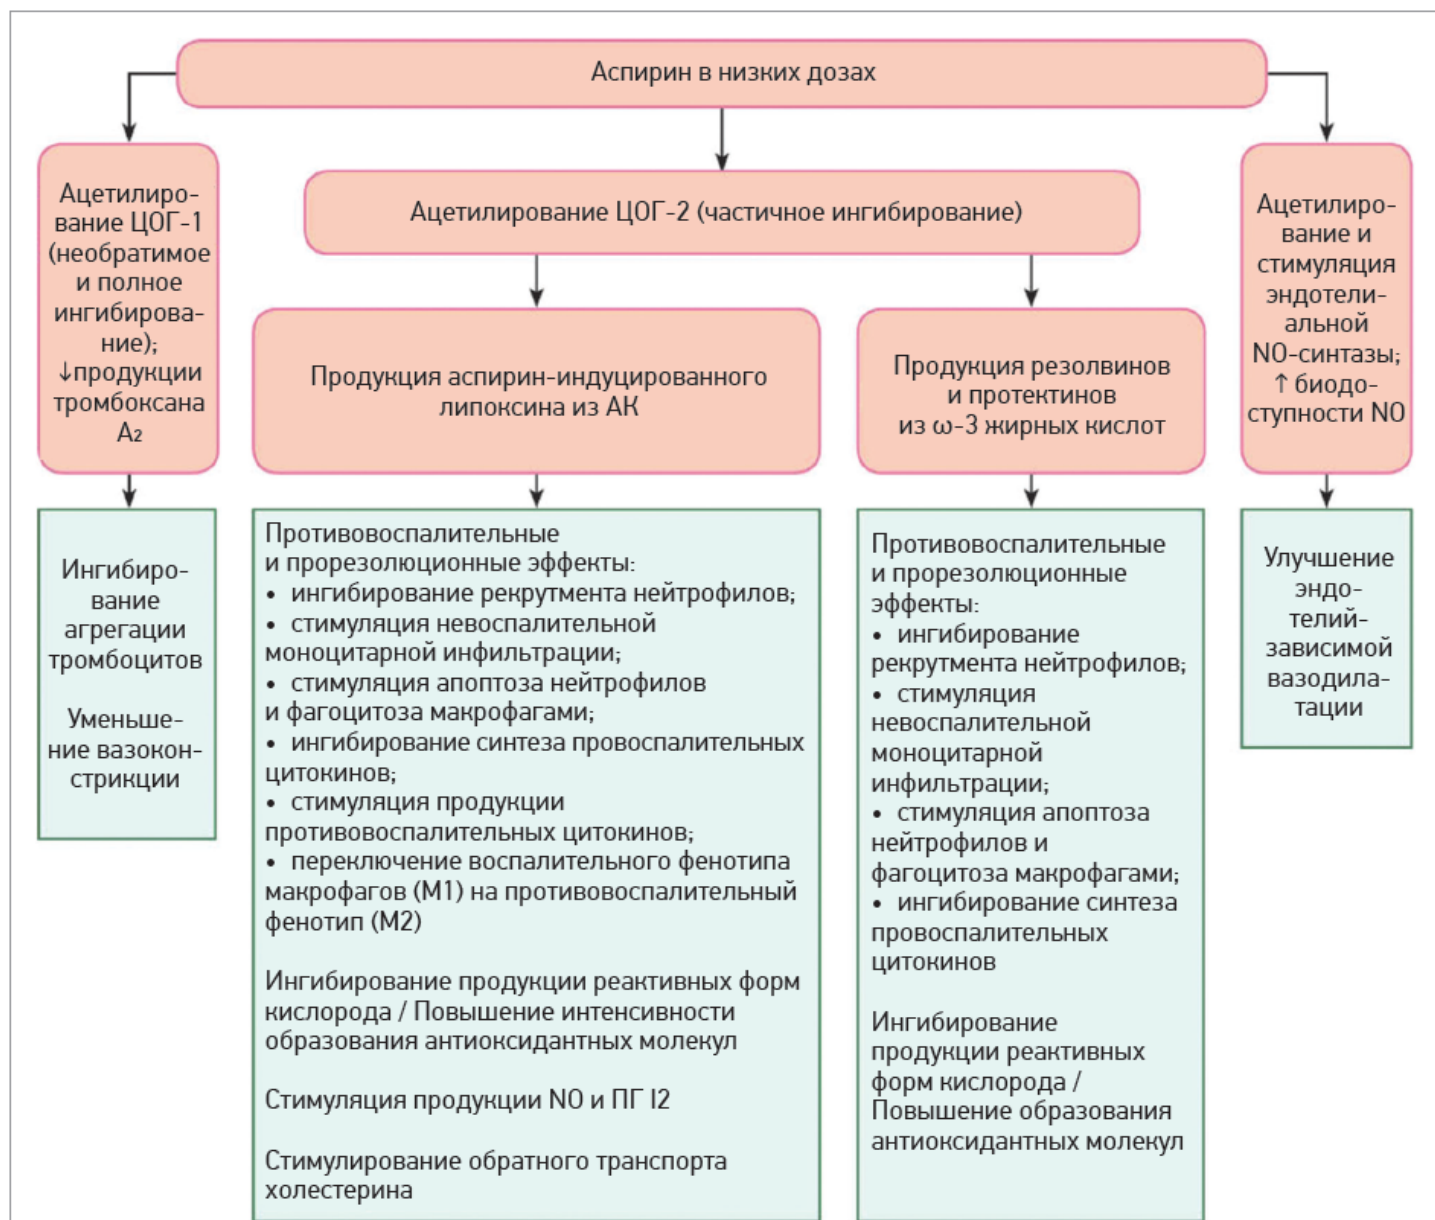 Аспирин в низких дозах
Ацетилиро-
вание ЦОГ-1
(необратимое
и полное
ингибирова-
ние);
↓продукции
тромбоксана
A₂
Ацетилирование ЦОГ-2 (частичное ингибирование)
Ацетилиро-
вание и
стимуляция
эндотели-
альной
NO-синтазы;
↑ биодо-
ступности NO
Продукция аспирин-индуцированного
липоксина из АК
Продукция резолвинов
и протектинов
из ω-3 жирных кислот
Ингибиро-
вание
агрегации
тромбоцитов
Уменьше-
ние вазокон-
стрикции
Противовоспалительные
и прорезолюционные эффекты:
• ингибирование рекрутмента нейтрофилов;
• стимуляция невоспалительной
моноцитарной инфильтрации;
• стимуляция апоптоза нейтрофилов
и фагоцитоза макрофагами;
• ингибирование синтеза провоспалительных
цитокинов;
• стимуляция продукции
противовоспалительных цитокинов;
• переключение воспалительного фенотипа
макрофагов (М1) на противовоспалительный
фенотип (М2)
Ингибирование продукции реактивных форм
кислорода / Повышение интенсивности
образования антиоксидантных молекул
Стимуляция продукции NO и ПГ I2
Стимулирование обратного транспорта
холестерина
Противовоспалительные
и прорезолюционные
эффекты:
• ингибирование
рекрутмента нейтрофилов;
• стимуляция
невоспалительной
моноцитарной
инфильтрации;
• стимуляция апоптоза
нейтрофилов и
фагоцитоза макрофагами;
• ингибирование синтеза
провоспалительных
цитокинов
Ингибирование
продукции реактивных
форм кислорода /
Повышение образования
антиоксидантных молекул
Улучшение
эндо-
телий-
зависимой
вазодила-
тации